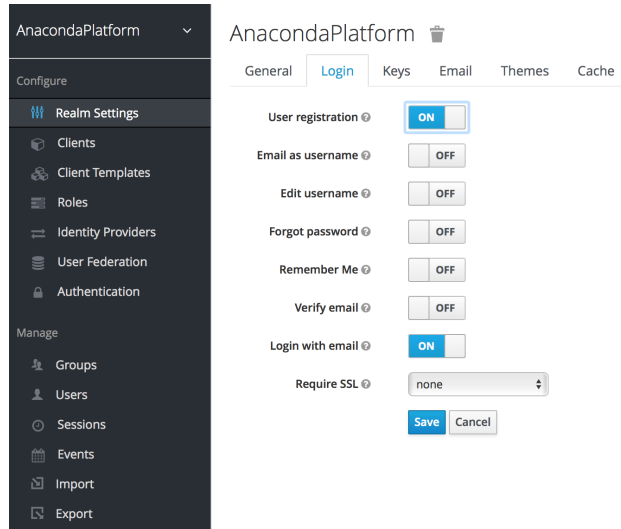 AnacondaPlatform
Configure
Realm Settings
Clients
Client Templates
Roles
Identity Providers
User Federation
Authentication
Manage
Groups
Users
Sessions
Events
Import
Export
AnacondaPlatform
General Login Keys Email Themes Cache
User registration ON
Email as username OFF
Edit username OFF
Forgot password OFF
Remember Me OFF
Verify email OFF
Login with email ON
Require SSL none
Save Cancel